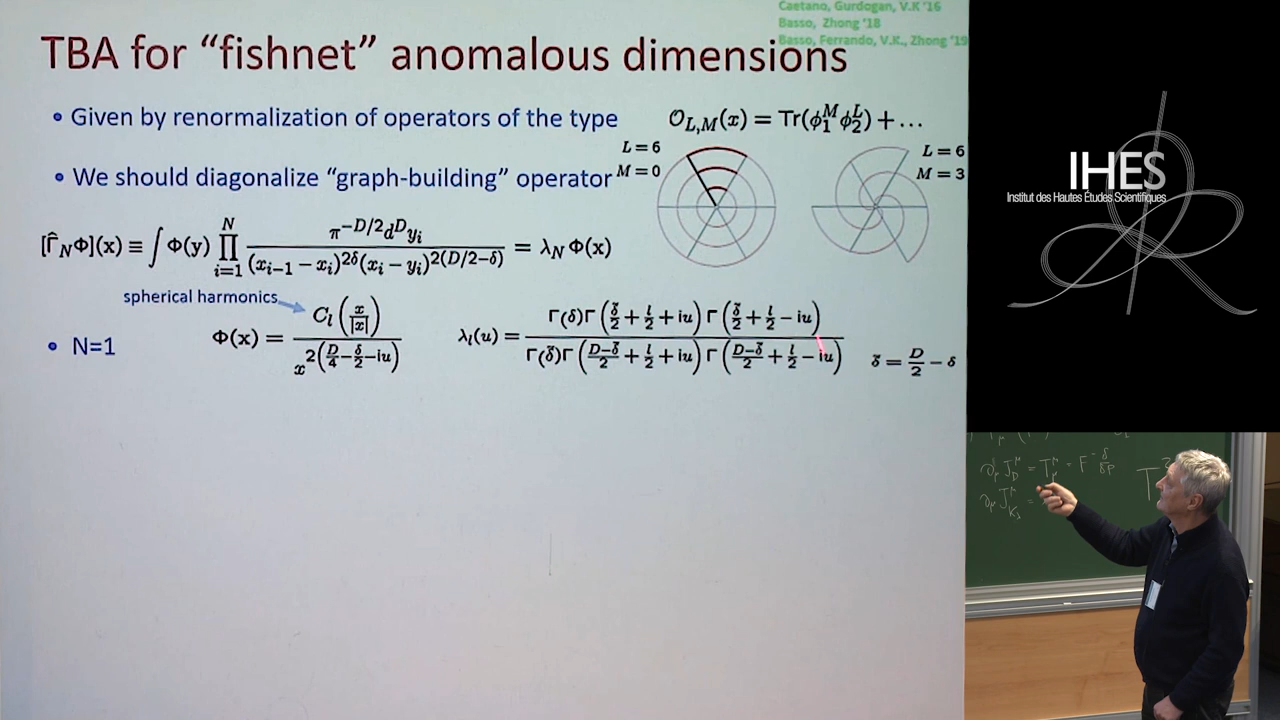 Caetano, Gurdogan, V.K '16
Basso, Zhong '18
Basso, Ferrando, V.K., Zhong '19
TBA for “fishnet” anomalous dimensions
• Given by renormalization of operators of the type
𝒪_{L,M}(x) = Tr(ϕ_1^M ϕ_2^L) + …
L = 6
M = 0
L = 6
M = 3
• We should diagonalize “graph-building” operator
[Γ̂_N Φ](x) ≡ ∫ Φ(y) ∏_{i=1}^{N} π^{-D/2} d^D y_i / ((x_{i-1} − x_i)^{2δ} (x_i − y_i)^{2(D/2−δ)}) = λ_N Φ(x)
spherical harmonics
• N=1
Φ(x) = C_l(x/|x|) / x^{2(D/4 − δ/2 − iu)}
λ_l(u) = Γ(δ)Γ(δ̃/2 + l/2 + iu)Γ(δ̃/2 + l/2 − iu) / Γ(δ̃)Γ((D−δ̃)/2 + l/2 + iu)Γ((D−δ̃)/2 + l/2 − iu)
δ̃ = D/2 − δ
IHES
Institut des Hautes Études Scientifiques